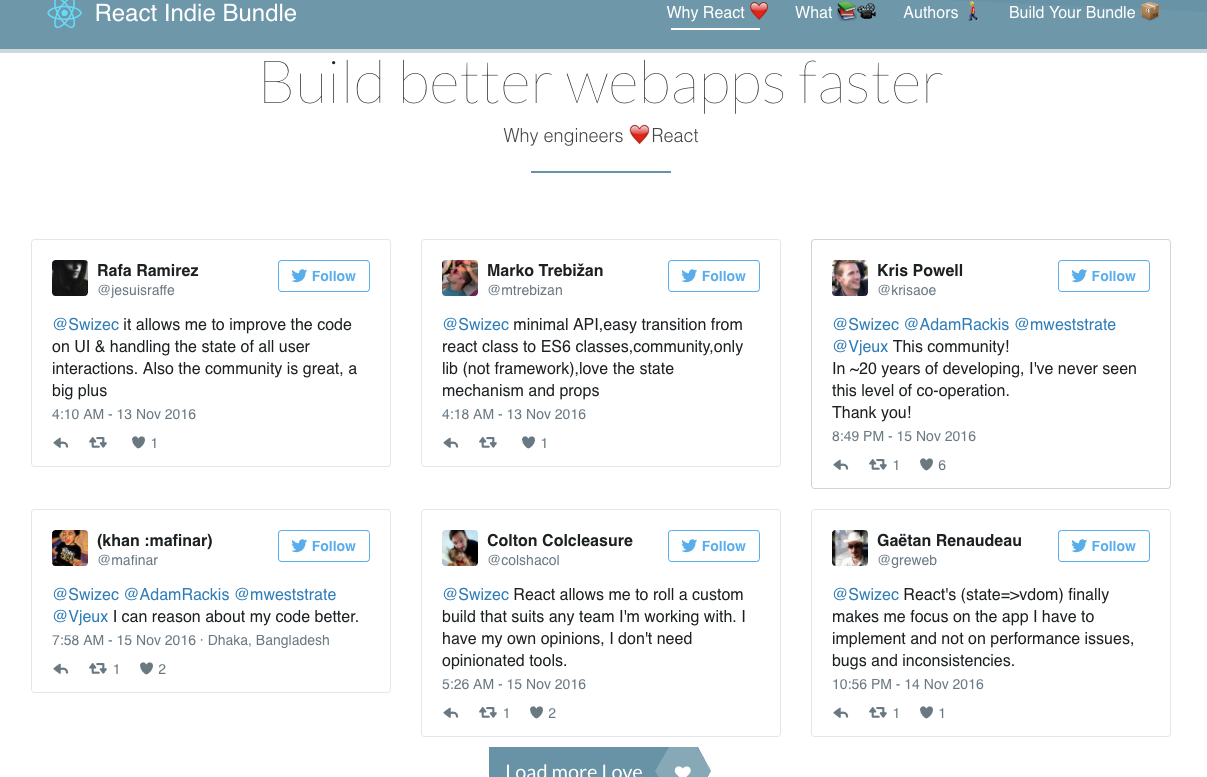 React Indie Bundle
Why React ❤️
What 📚🎥
Authors 🚶
Build Your Bundle 📦
Build better webapps faster
Why engineers ❤️React
Rafa Ramirez
@jesuisraffe
Follow
@Swizec it allows me to improve the code
on UI & handling the state of all user
interactions. Also the community is great, a
big plus
4:10 AM - 13 Nov 2016
1
Marko Trebižan
@mtrebizan
Follow
@Swizec minimal API,easy transition from
react class to ES6 classes,community,only
lib (not framework),love the state
mechanism and props
4:18 AM - 13 Nov 2016
1
Kris Powell
@krisaoe
Follow
@Swizec @AdamRackis @mweststrate
@Vjeux This community!
In ~20 years of developing, I've never seen
this level of co-operation.
Thank you!
8:49 PM - 15 Nov 2016
1 6
(khan :mafinar)
@mafinar
Follow
@Swizec @AdamRackis @mweststrate
@Vjeux I can reason about my code better.
7:58 AM - 15 Nov 2016 · Dhaka, Bangladesh
1 2
Colton Colcleasure
@colshacol
Follow
@Swizec React allows me to roll a custom
build that suits any team I'm working with. I
have my own opinions, I don't need
opinionated tools.
5:26 AM - 15 Nov 2016
1 2
Gaëtan Renaudeau
@greweb
Follow
@Swizec React's (state=>vdom) finally
makes me focus on the app I have to
implement and not on performance issues,
bugs and inconsistencies.
10:56 PM - 14 Nov 2016
1 1
Load more Love